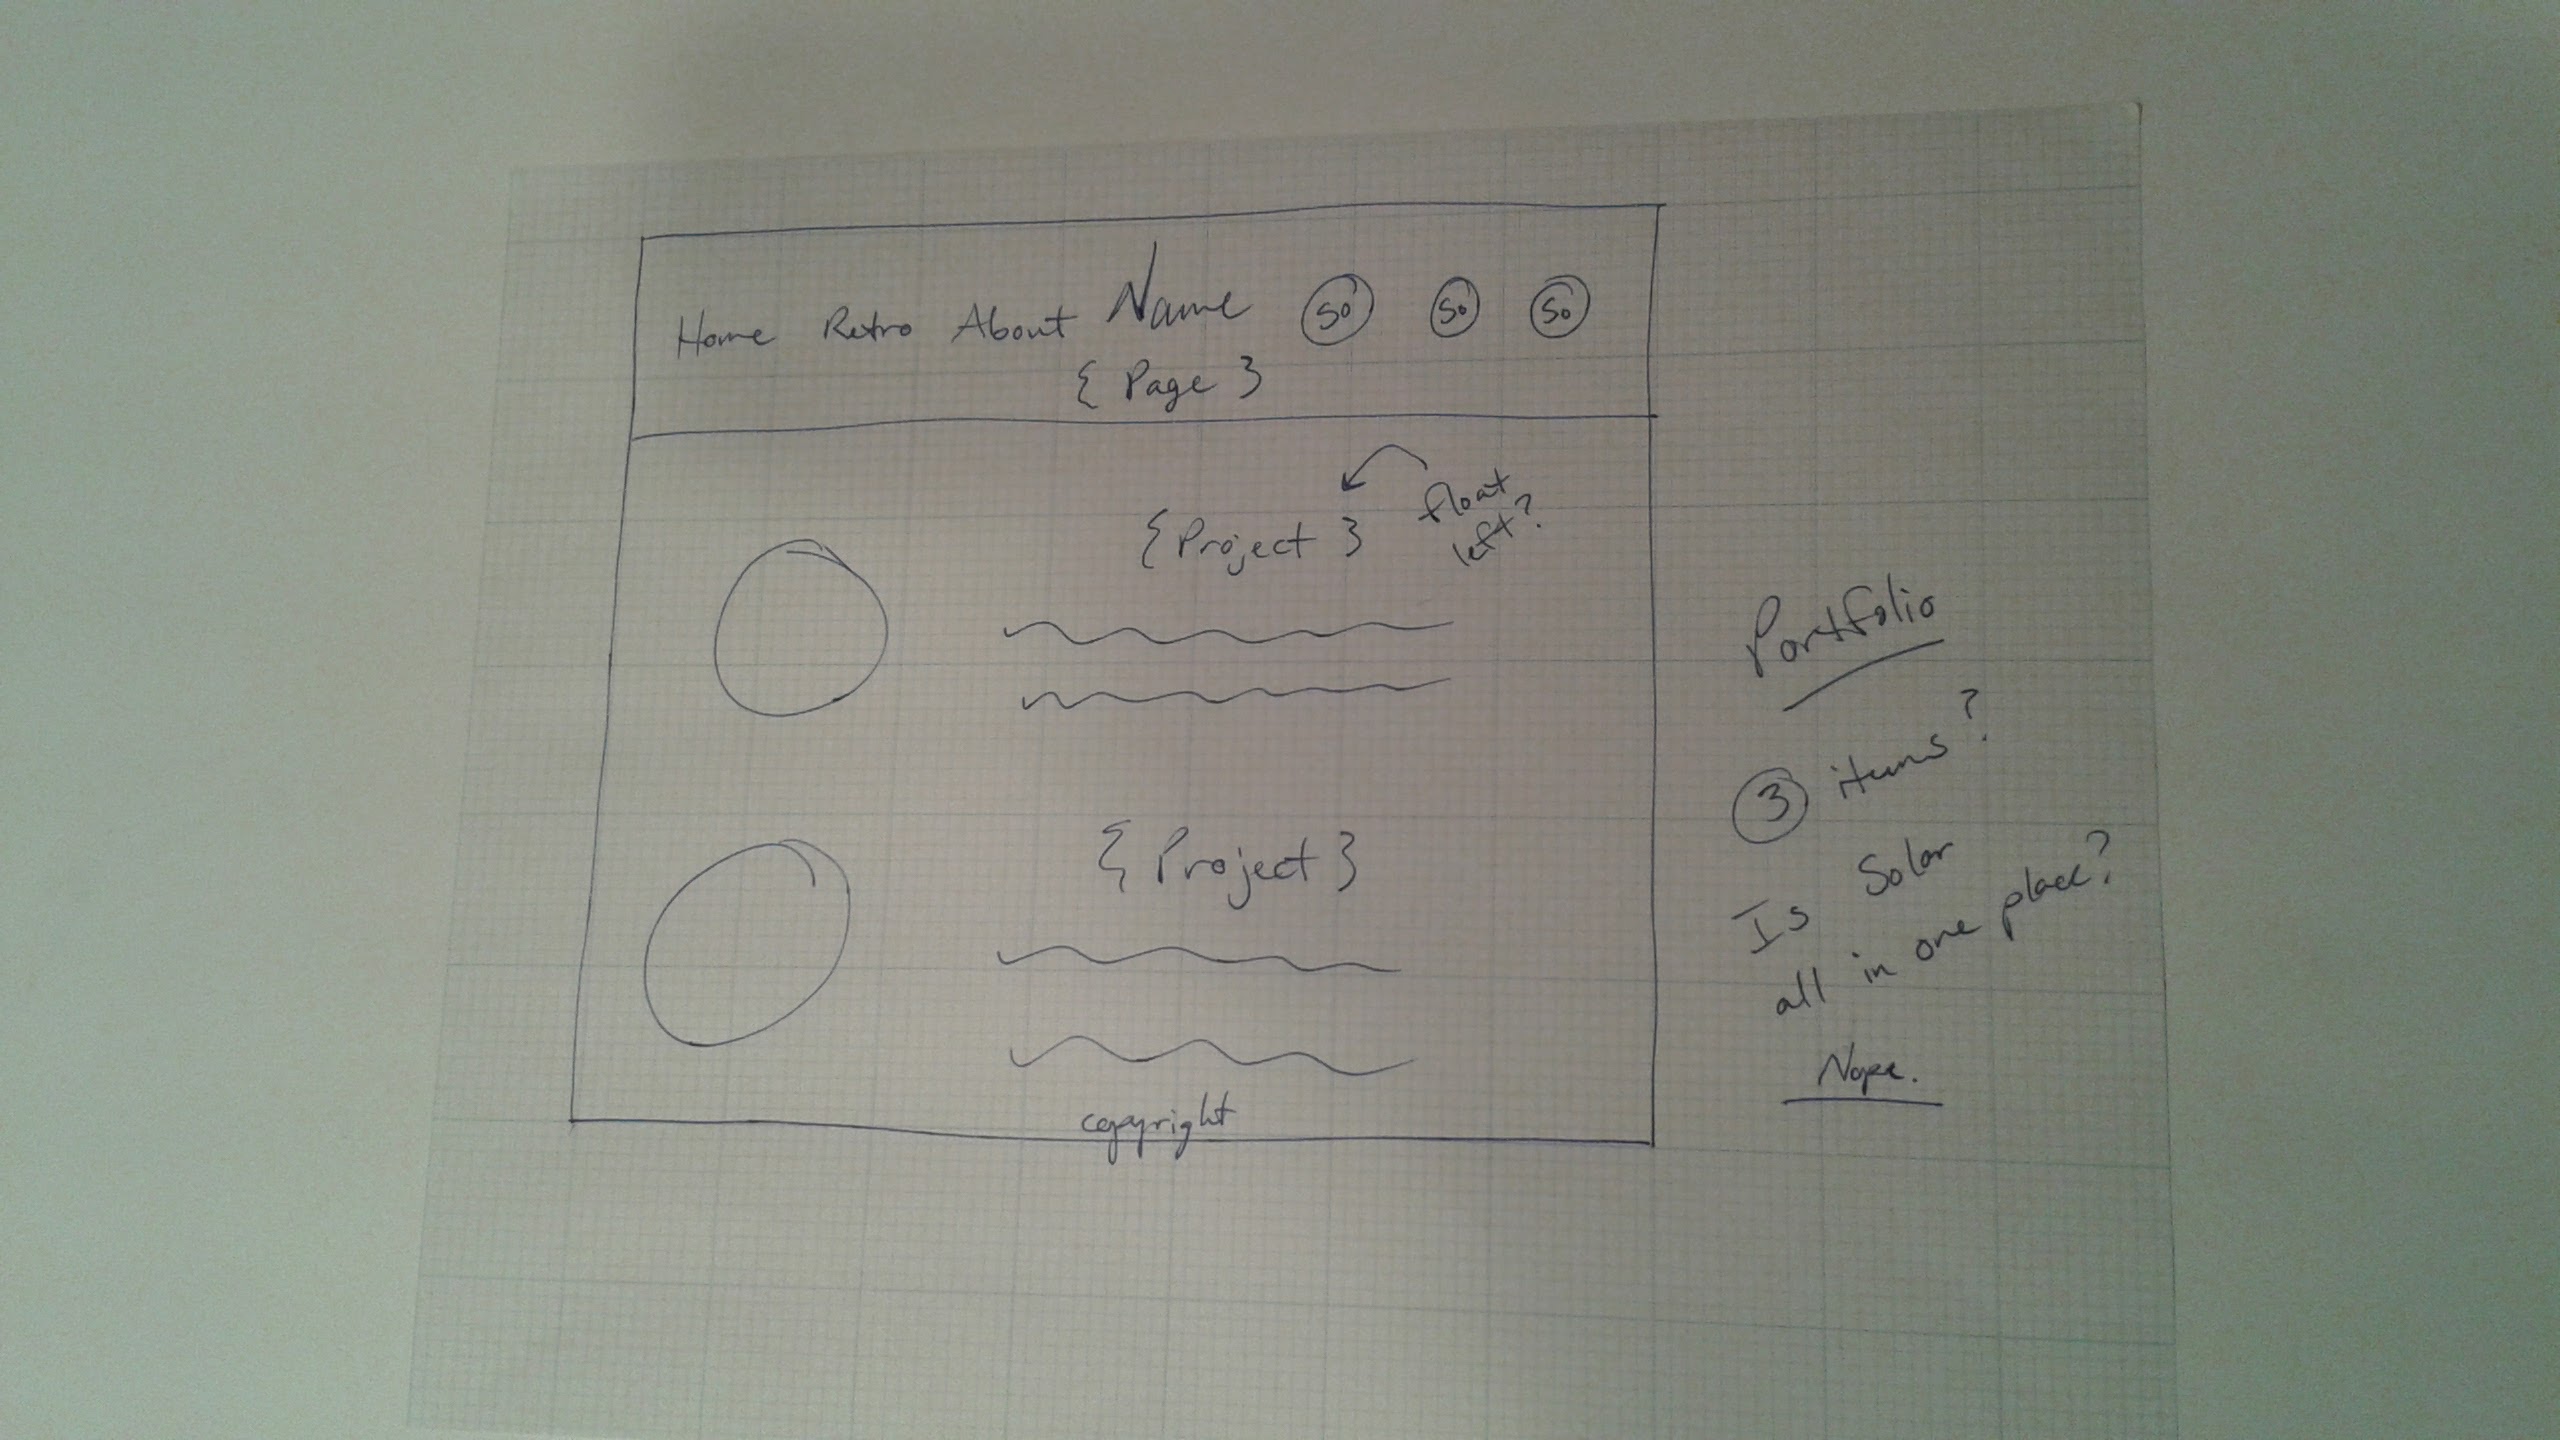 Home Retro About Name So So So
{ Page }
{ Project } float
left?
{ Project }
copyright
Portfolio
3 items?
Is Solar
all in one place?
Nope.